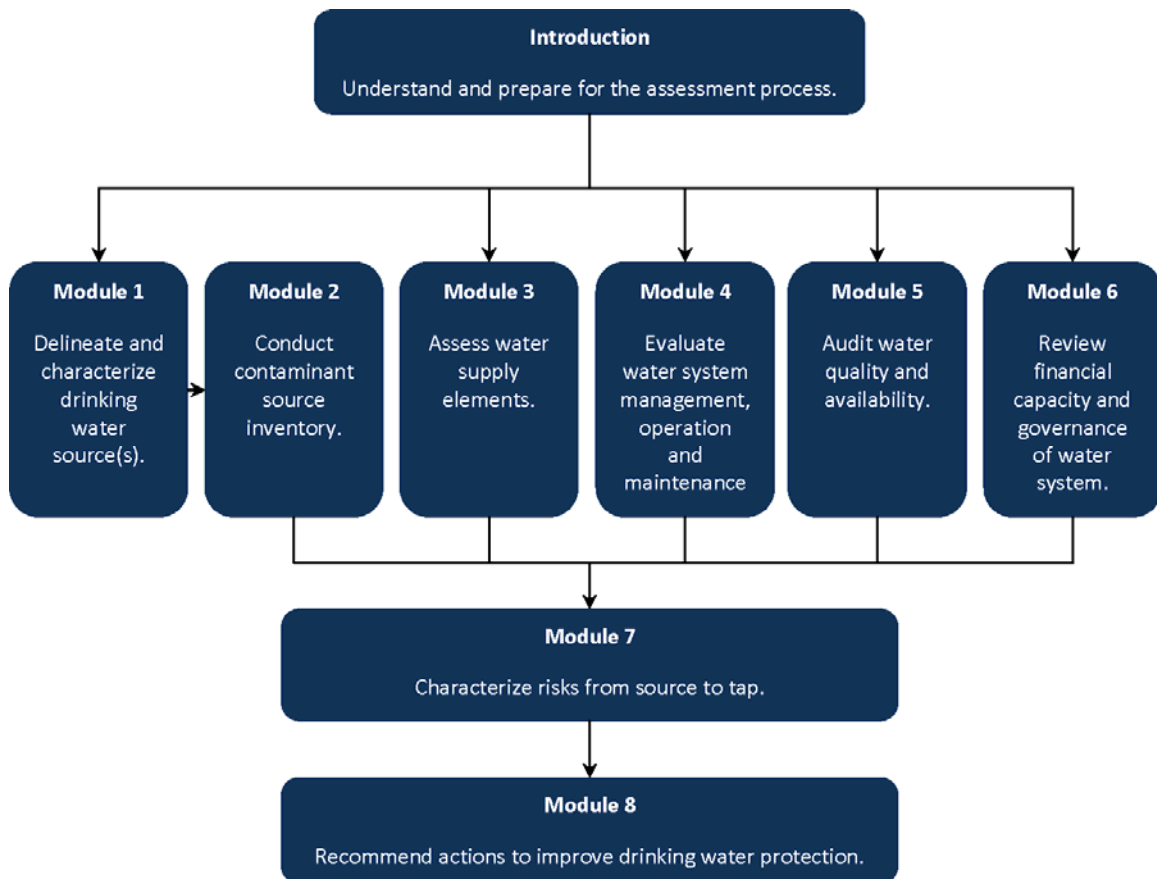 Introduction
Understand and prepare for the assessment process.
Module 1
Delineate and
characterize
drinking
water
source(s).
Module 2
Conduct
contaminant
source
inventory.
Module 3
Assess water
supply
elements.
Module 4
Evaluate
water system
management,
operation
and
maintenance
Module 5
Audit water
quality and
availability.
Module 6
Review
financial
capacity and
governance
of water
system.
Module 7
Characterize risks from source to tap.
Module 8
Recommend actions to improve drinking water protection.